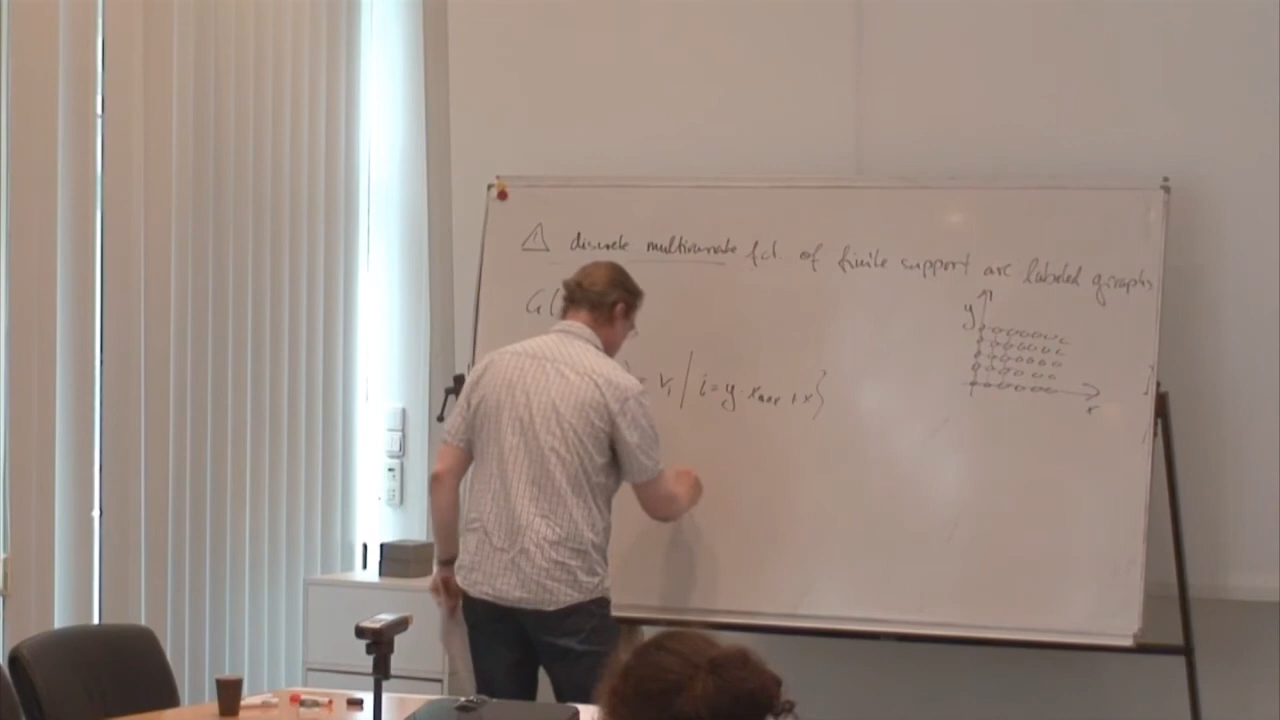 ! discrete multivariate fct. of finite support are labeled graphs
G(
= v_i | i = y · x_max + x }
y
x